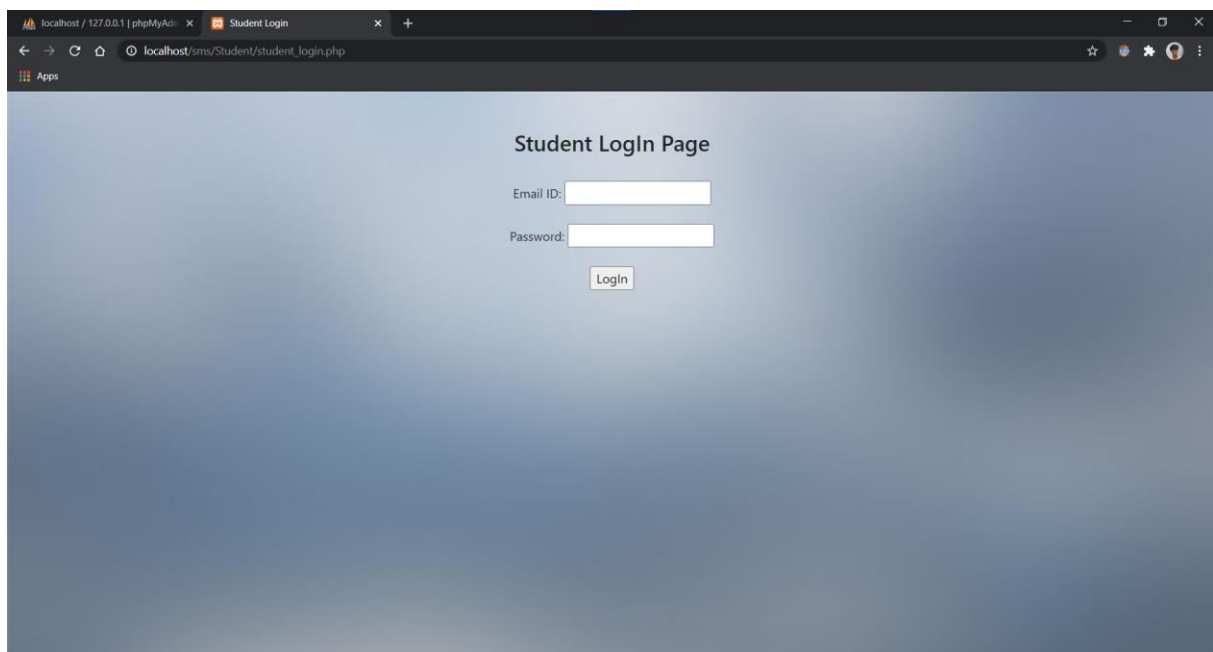 localhost / 127.0.0.1 | phpMyAdm
Student Login
localhost/sms/Student/student_login.php
Apps
Student LogIn Page
Email ID:
Password:
LogIn